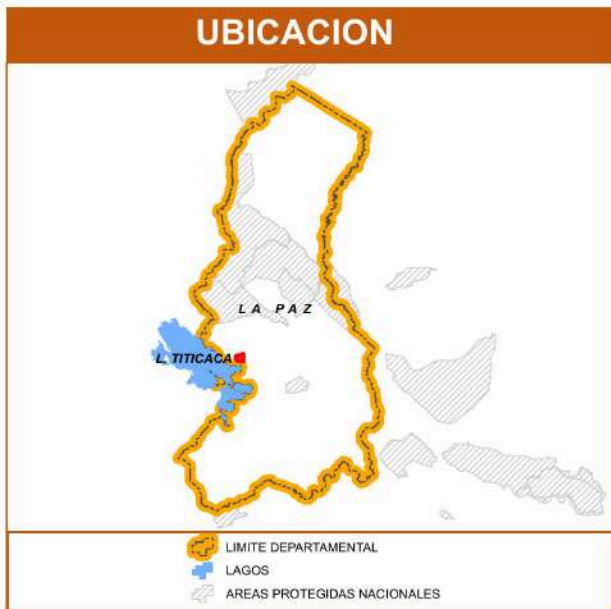 UBICACION
LA PAZ
L. TITICACA
LIMITE DEPARTAMENTAL
LAGOS
AREAS PROTEGIDAS NACIONALES